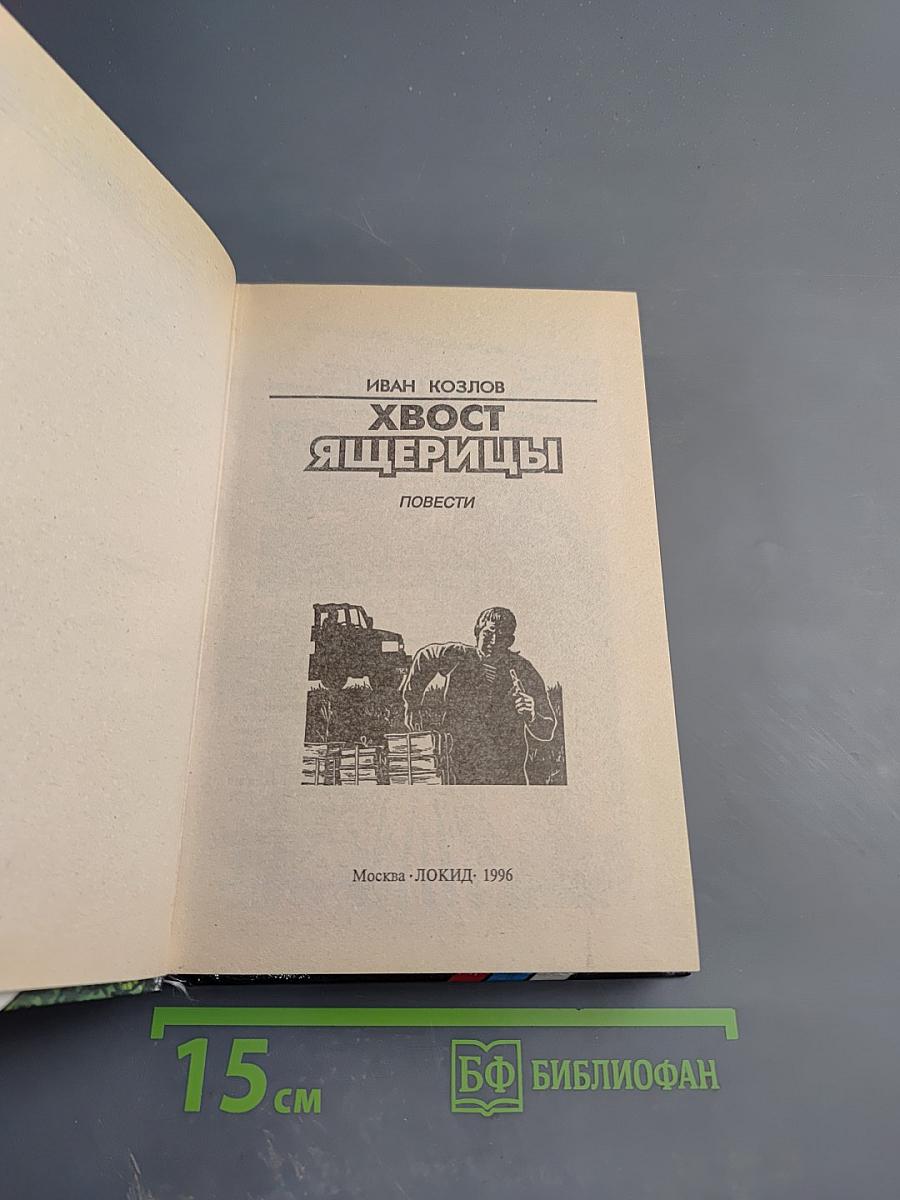 ИВАН КОЗЛОВ
ХВОСТ
ЯЩЕРИЦЫ
ПОВЕСТИ
Москва ·ЛОКИД· 1996
15 см
БФ БИБЛИОФАН